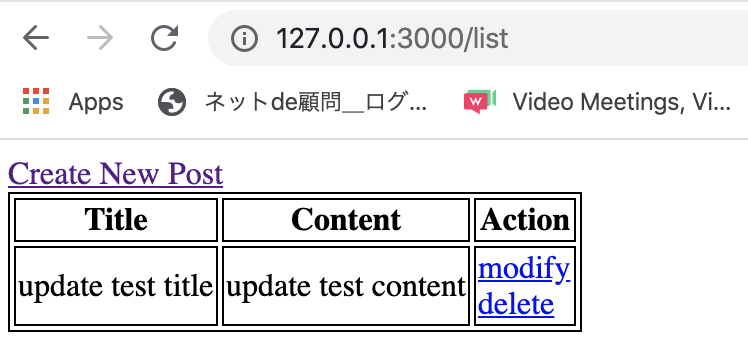 127.0.0.1:3000/list
Apps ネットde顧問__ログ... Video Meetings, Vi...
Create New Post
Title Content Action
update test title update test content modify
delete